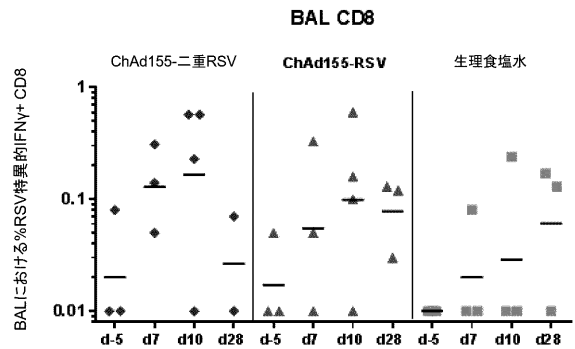 BAL CD8
ChAd155-二重RSV
ChAd155-RSV
生理食塩水
BALにおける%RSV特異的IFNγ+ CD8
1
0.1
0.01
d-5 d7 d10 d28 d-5 d7 d10 d28 d-5 d7 d10 d28